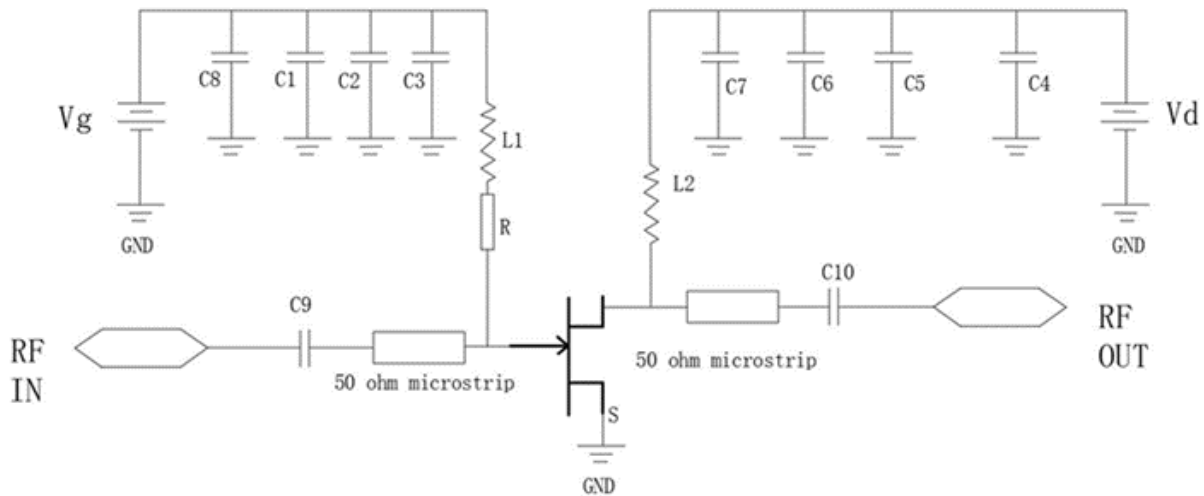 Vg
C8
C1
C2
C3
L1
R
GND
C7
C6
C5
C4
Vd
L2
GND
C9
C10
RF
IN
50 ohm microstrip
50 ohm microstrip
RF
OUT
S
GND